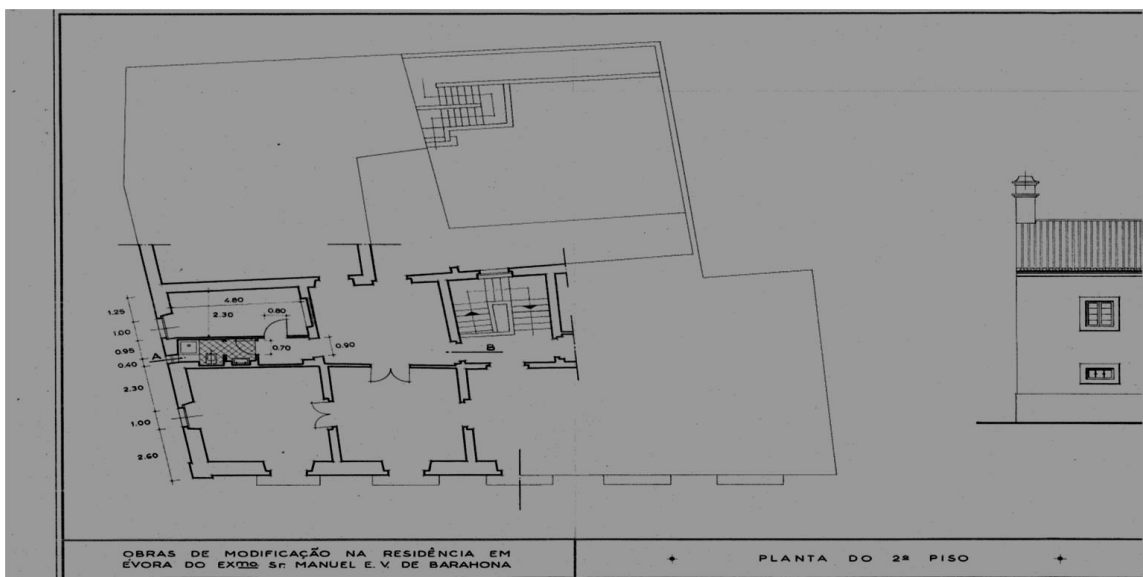 4.80
2.30
0.80
1.25
1.00
0.95
0.40
A
0.70
0.90
B
2.30
1.00
2.60
OBRAS DE MODIFICAÇÃO NA RESIDÊNCIA EM
ÉVORA DO EXMO Sr. MANUEL E. V. DE BARAHONA
PLANTA DO 2º PISO